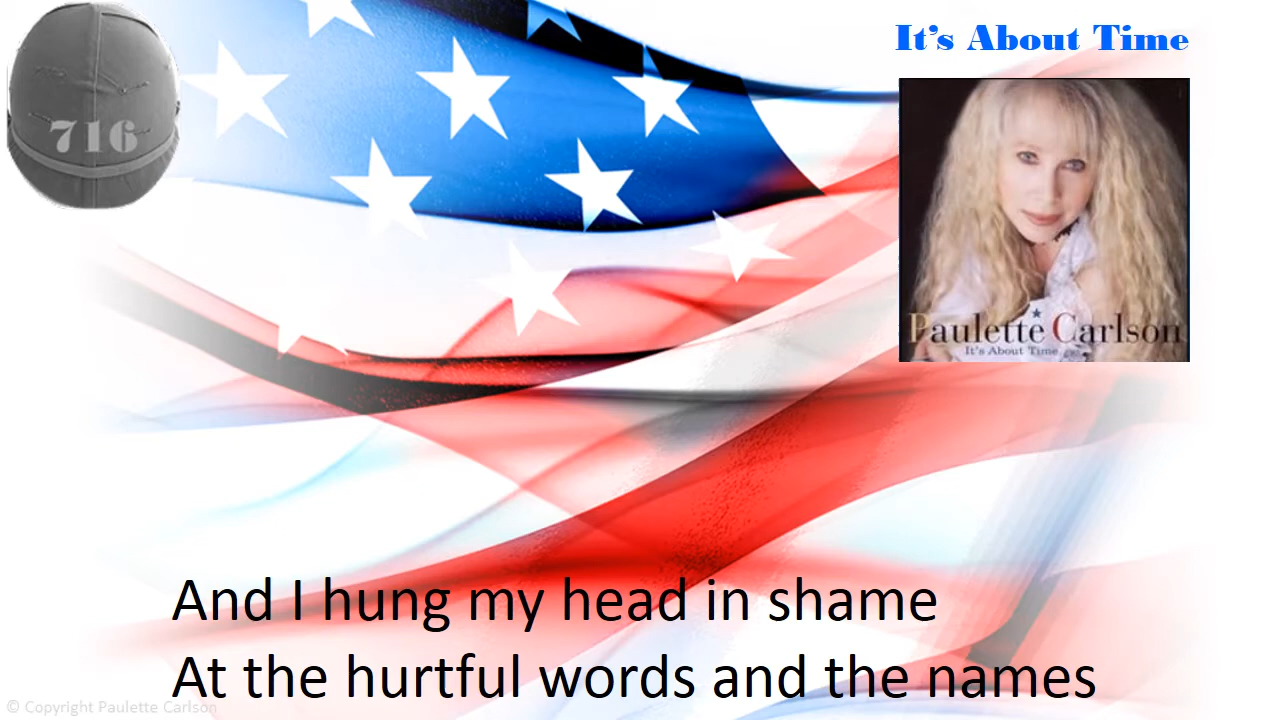 It's About Time
716
Paulette Carlson
It's About Time
And I hung my head in shame
At the hurtful words and the names
© Copyright Paulette Carlson